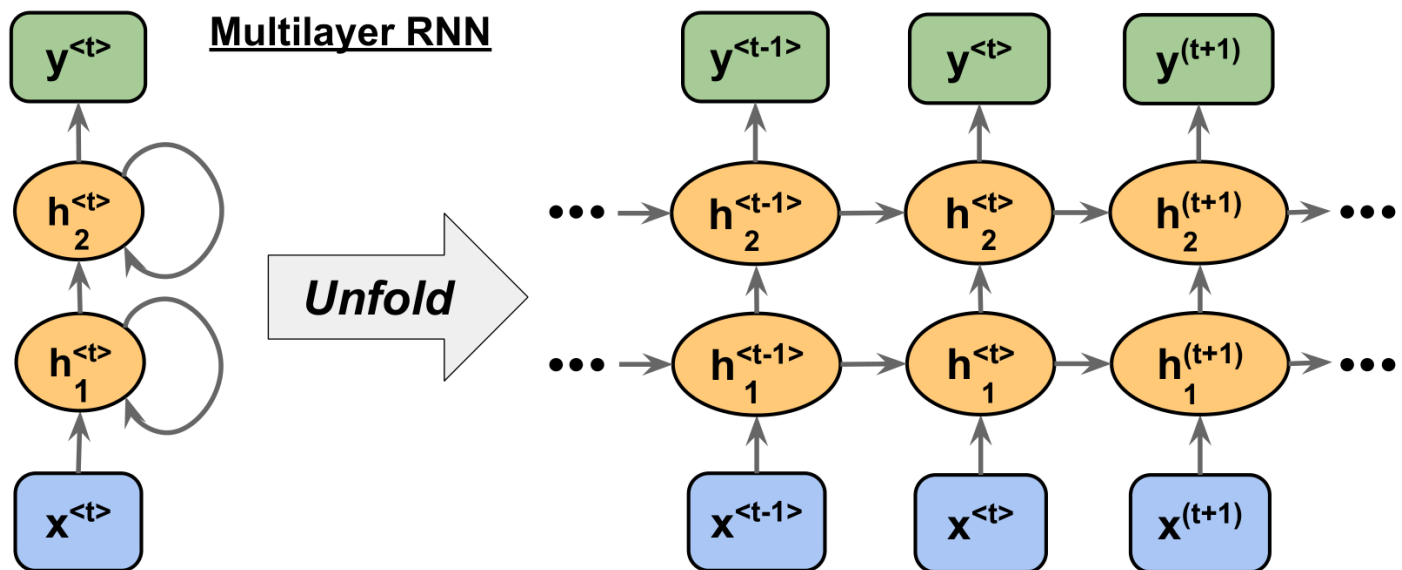 Multilayer RNN
y<t>
h<t>2
h<t>1
x<t>
Unfold
y<t-1> y<t> y(t+1)
••• h<t-1>2 h<t>2 h(t+1)2 •••
••• h<t-1>1 h<t>1 h(t+1)1 •••
x<t-1> x<t> x(t+1)